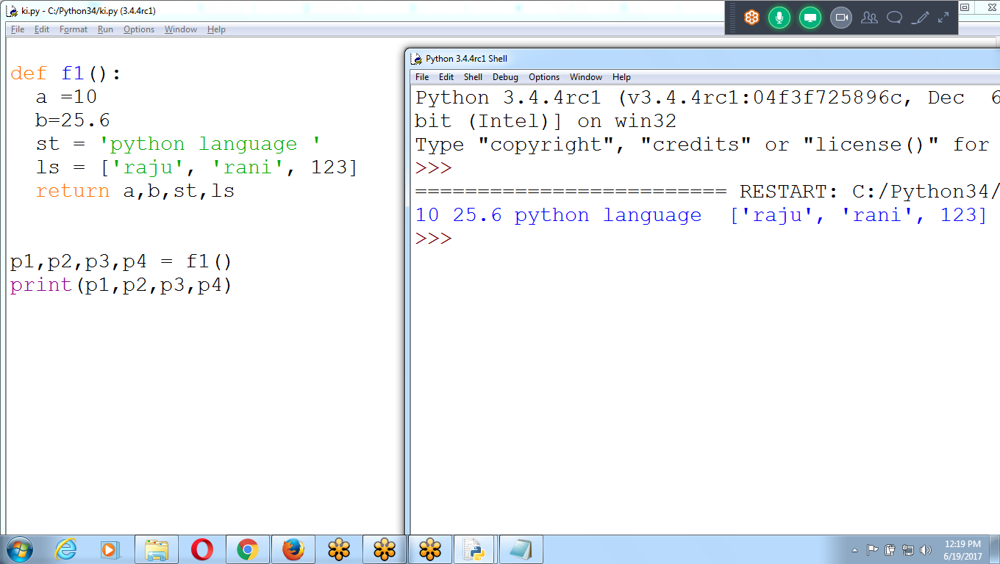 ki.py - C:/Python34/ki.py (3.4.4rc1)
File Edit Format Run Options Window Help
def f1():
  a =10
  b=25.6
  st = 'python language '
  ls = ['raju', 'rani', 123]
  return a,b,st,ls
p1,p2,p3,p4 = f1()
print(p1,p2,p3,p4)
Python 3.4.4rc1 Shell
File Edit Shell Debug Options Window Help
Python 3.4.4rc1 (v3.4.4rc1:04f3f725896c, Dec  6
bit (Intel)] on win32
Type "copyright", "credits" or "license()" for
>>>
========================= RESTART: C:/Python34/
10 25.6 python language  ['raju', 'rani', 123]
>>>
12:19 PM
6/19/2017